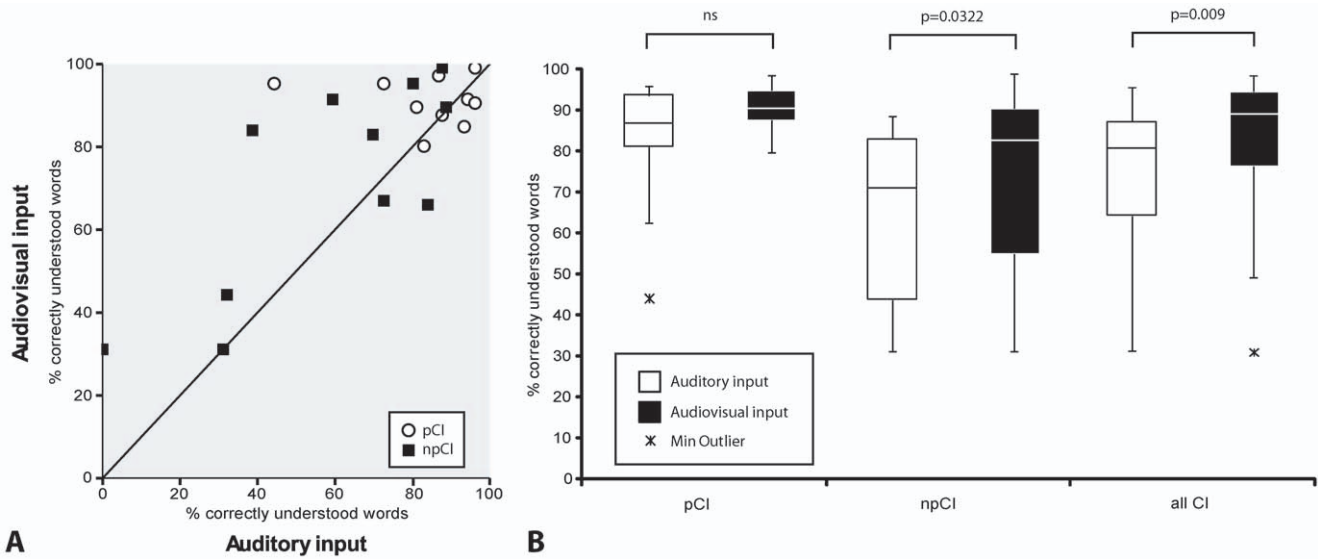 100
80
60
40
20
0
0 20 40 60 80 100
Audiovisual input
% correctly understood words
% correctly understood words
Auditory input
pCI
npCI
A
ns
p=0.0322
p=0.009
100
90
80
70
60
50
40
30
20
10
0
% correctly understood words
Auditory input
Audiovisual input
Min Outlier
pCI npCI all CI
B